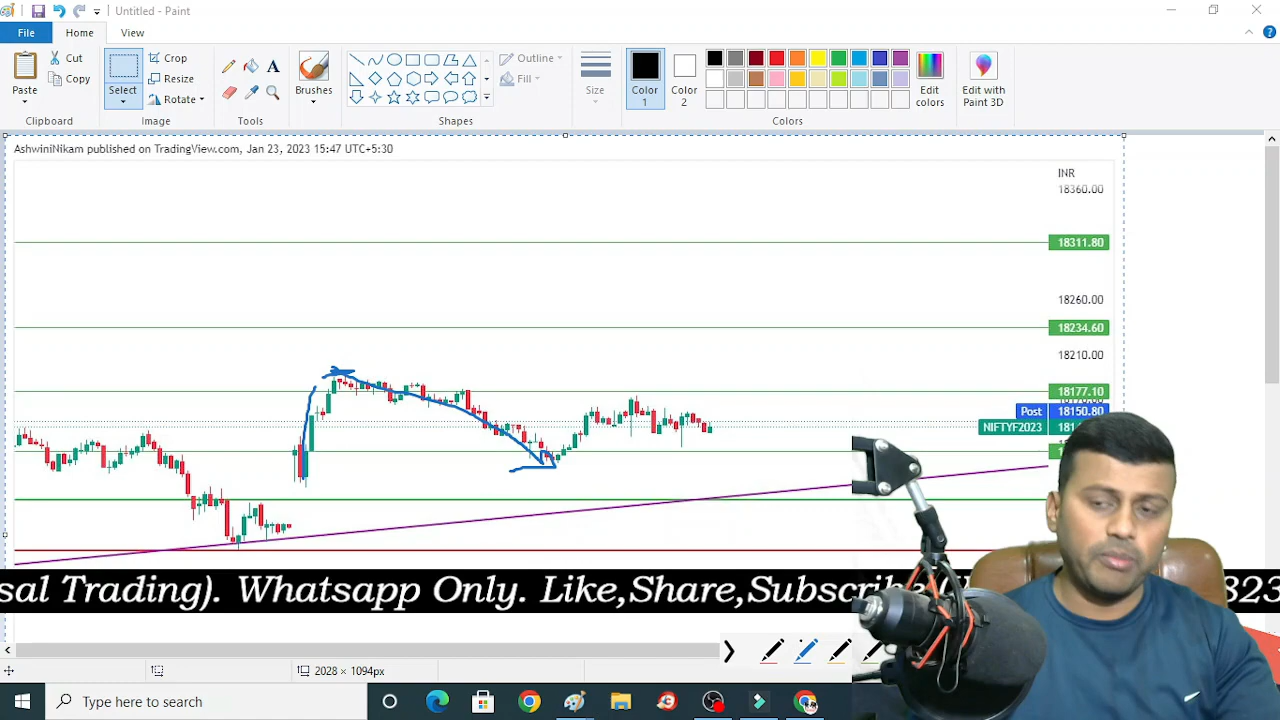 Untitled - Paint
File Home View
Paste
Cut
Copy
Clipboard
Select
Crop
Resize
Rotate
Image
A
Tools
Brushes
Outline
Fill
Shapes
Size
Color 1
Color 2
Edit colors
Edit with Paint 3D
Colors
AshwiniNikam published on TradingView.com, Jan 23, 2023 15:47 UTC+5:30
INR
18360.00
18311.80
18260.00
18234.60
18210.00
18177.10
Post 18150.80
NIFTYF2023
sal Trading). Whatsapp Only. Like,Share,Subscribe
823
2028 × 1094px
Type here to search